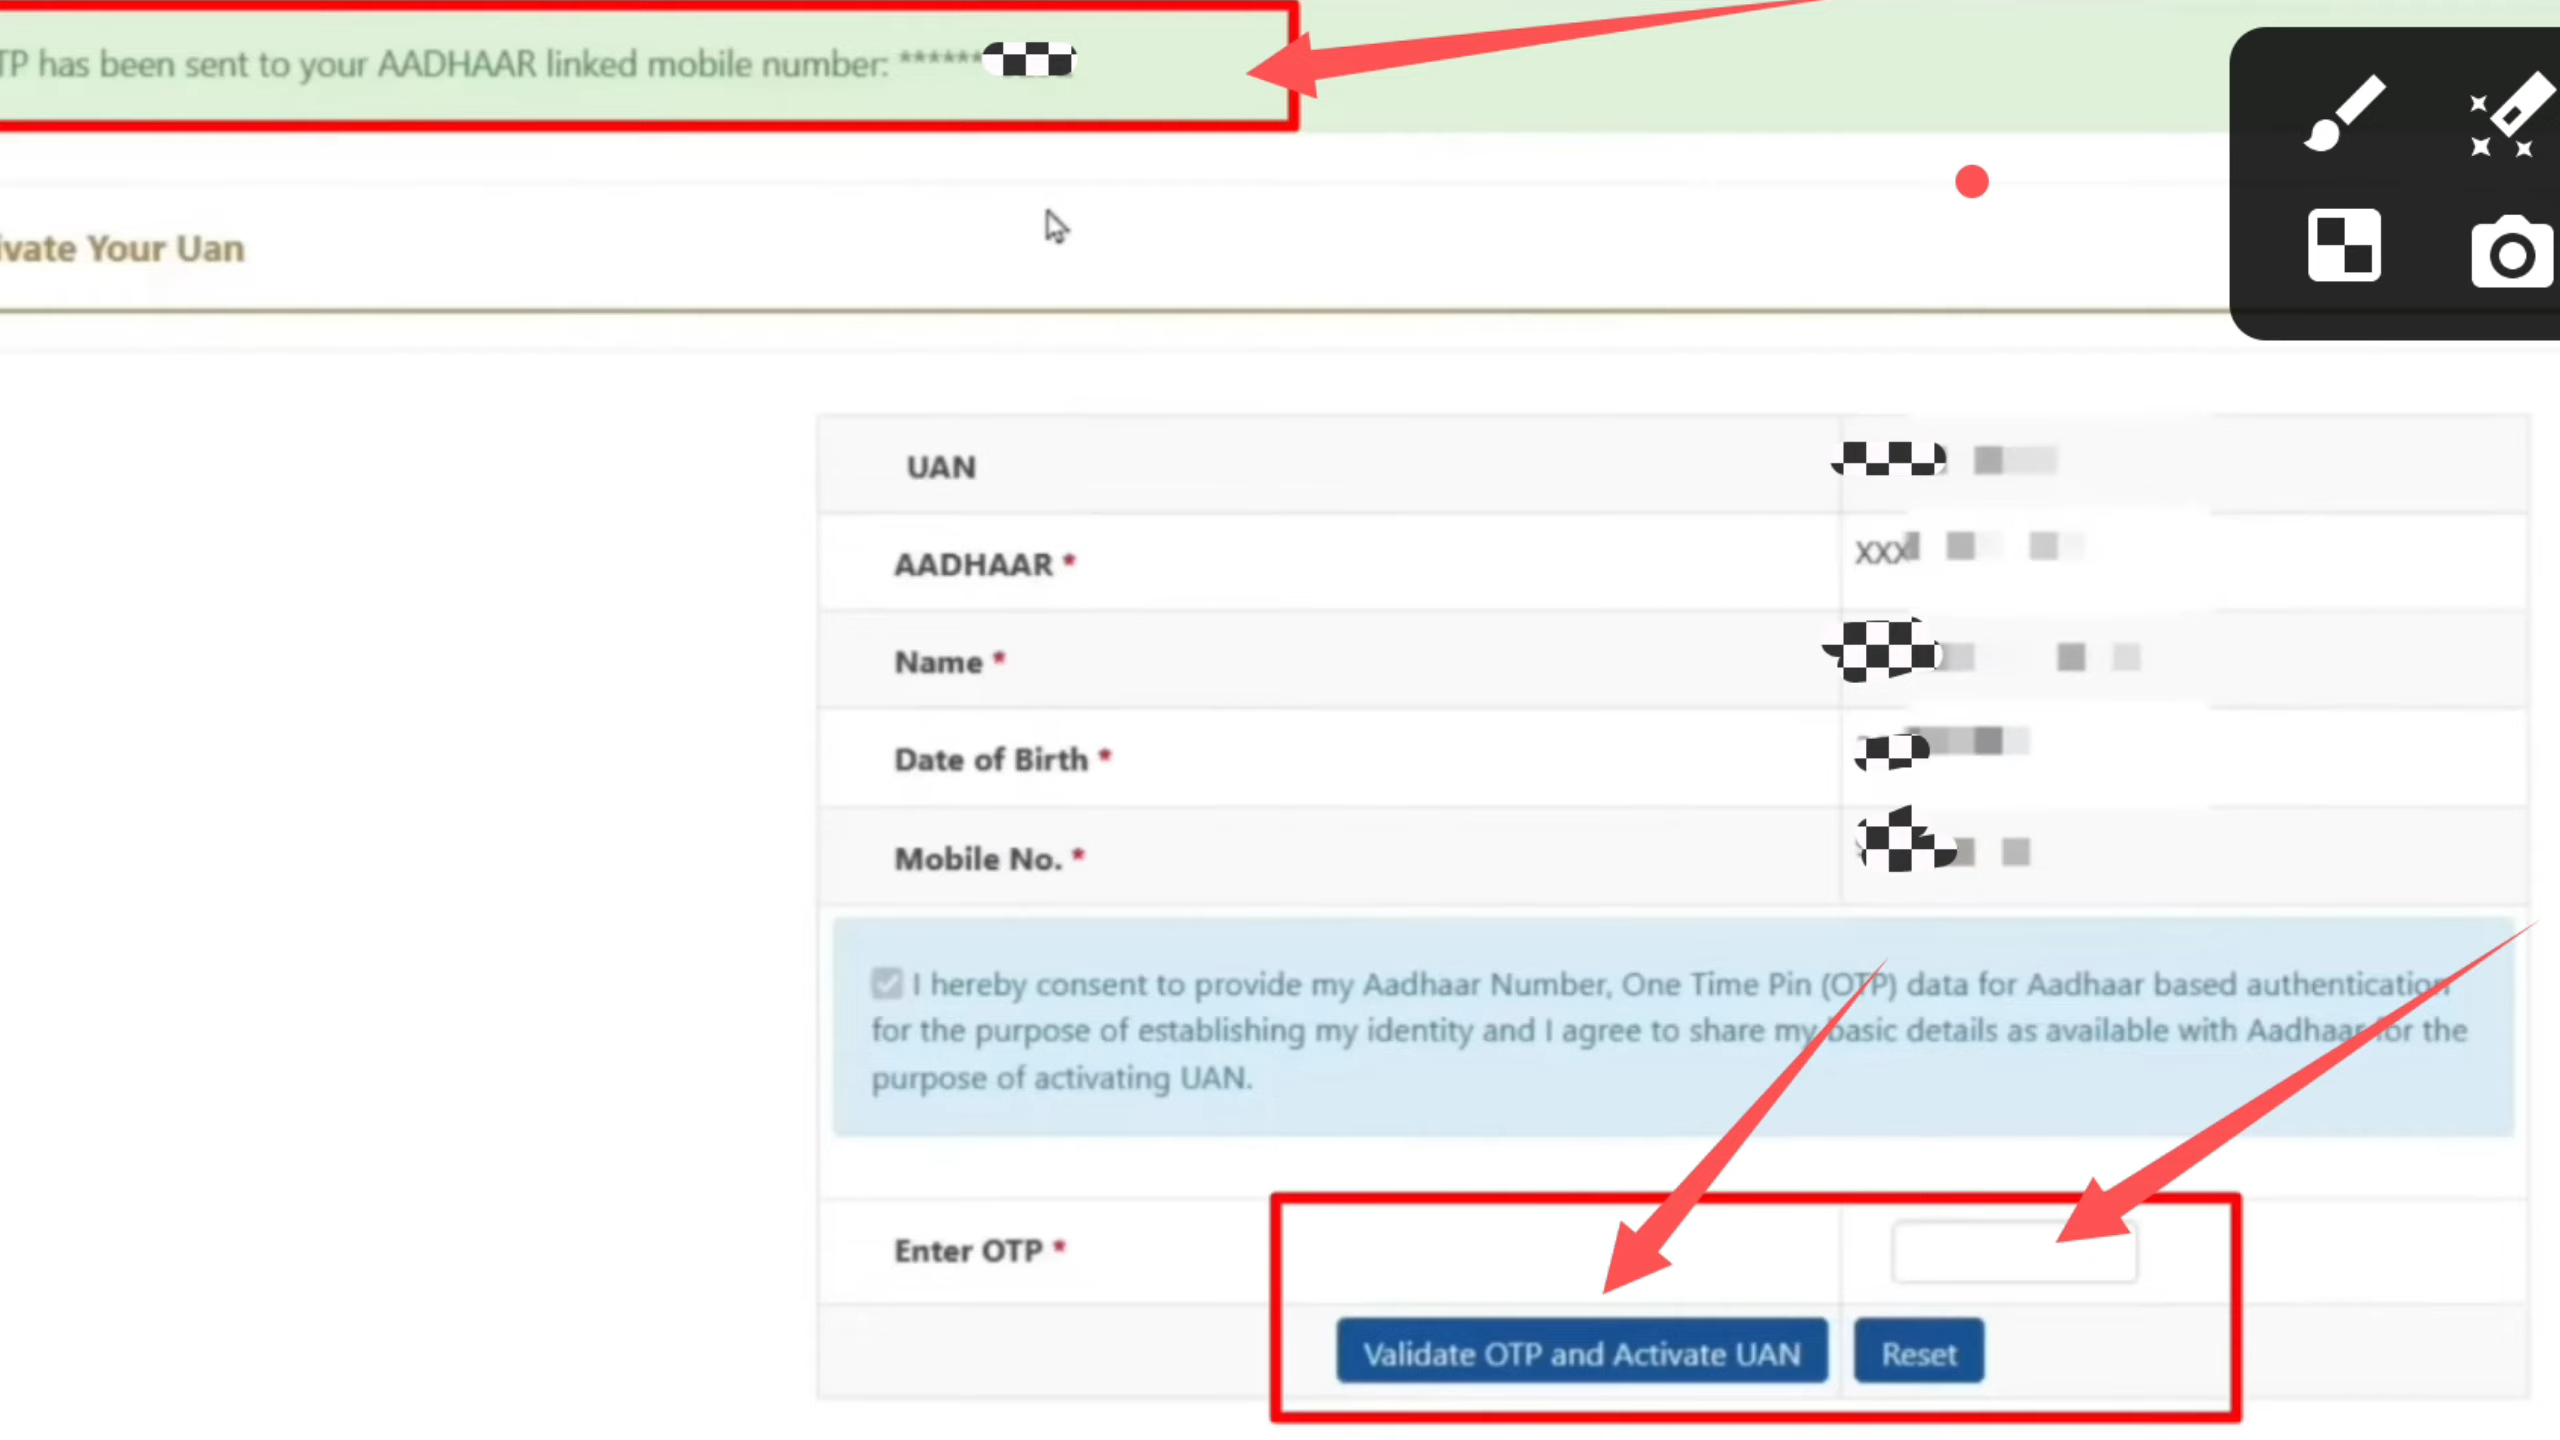 TP has been sent to your AADHAAR linked mobile number: ******
ivate Your Uan
UAN
AADHAAR * XXX
Name *
Date of Birth *
Mobile No. *
I hereby consent to provide my Aadhaar Number, One Time Pin (OTP) data for Aadhaar based authentication
for the purpose of establishing my identity and I agree to share my basic details as available with Aadhaar for the
purpose of activating UAN.
Enter OTP *
Validate OTP and Activate UAN Reset